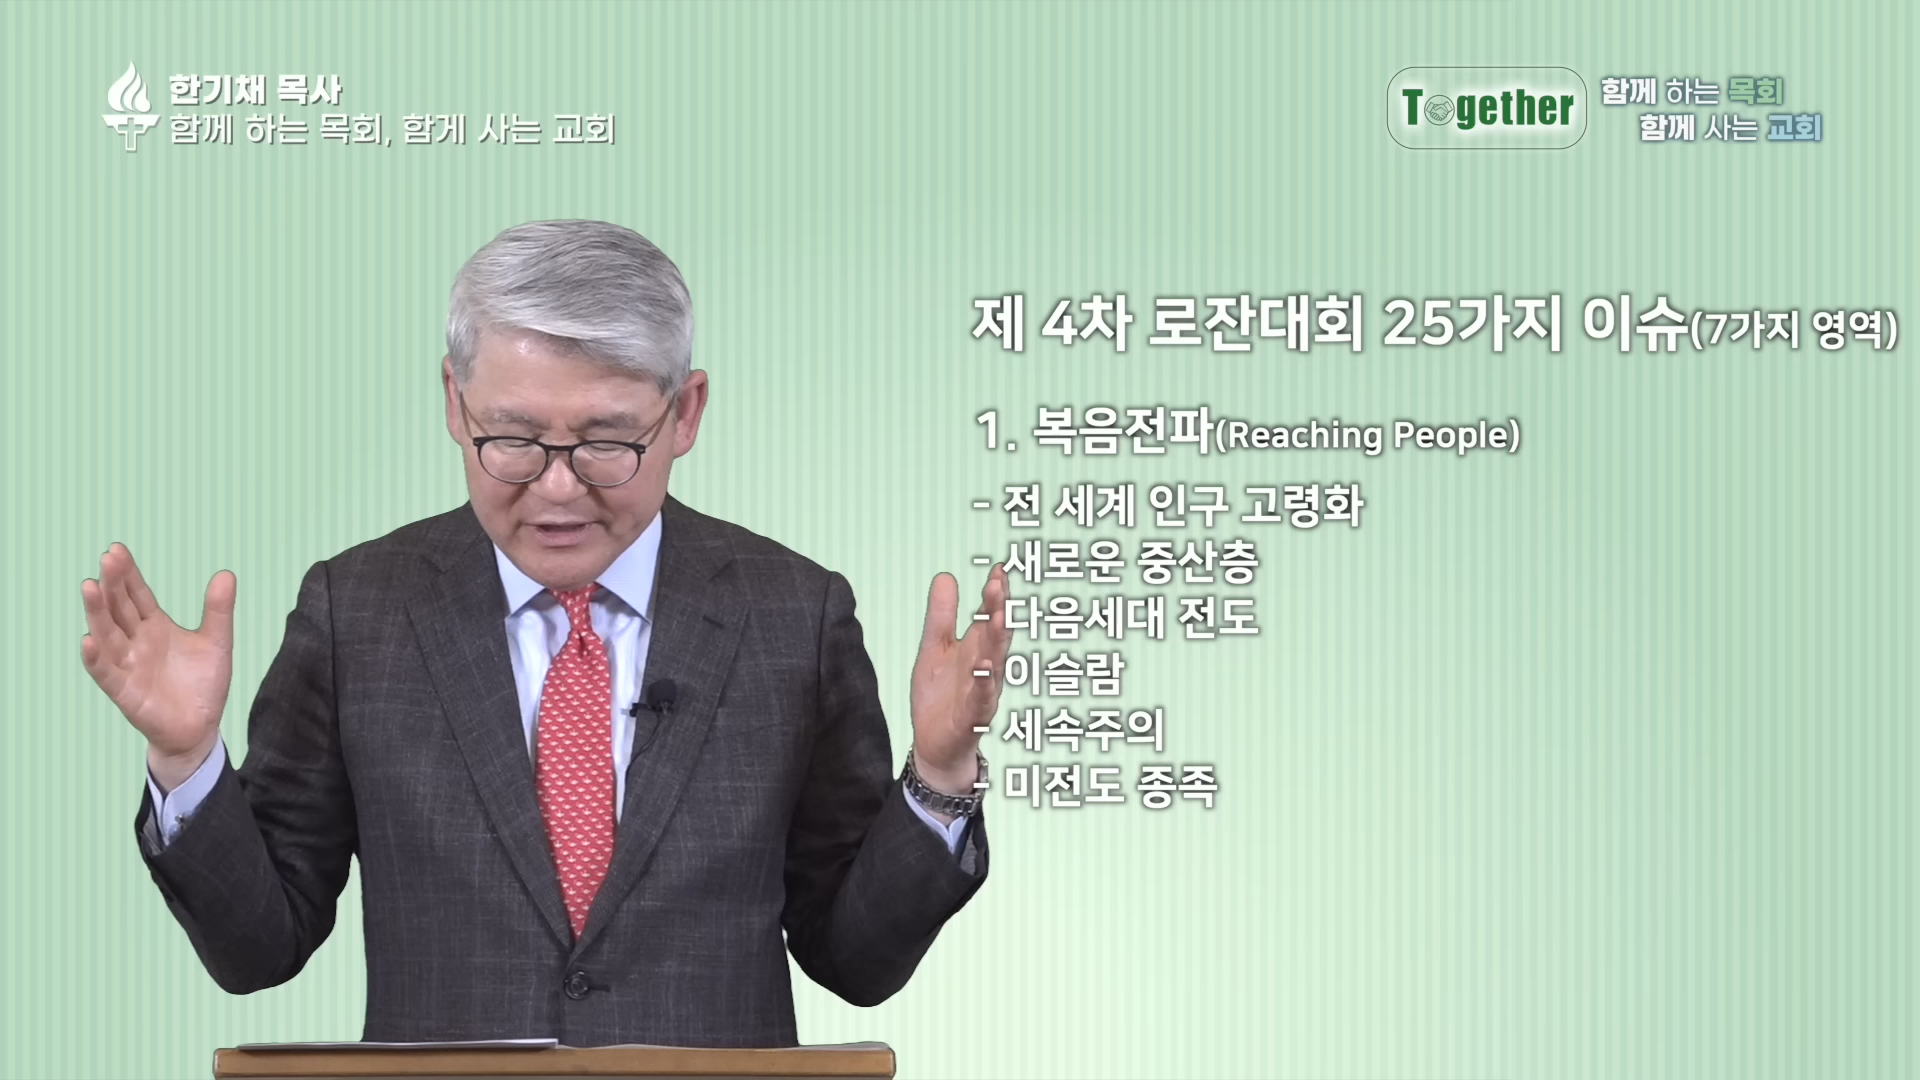 한기채 목사
함께 하는 목회, 함게 사는 교회
Together
함께 하는 목회
함께 사는 교회
제 4차 로잔대회 25가지 이슈(7가지 영역)
1. 복음전파(Reaching People)
- 전 세계 인구 고령화
- 새로운 중산층
- 다음세대 전도
- 이슬람
- 세속주의
- 미전도 종족